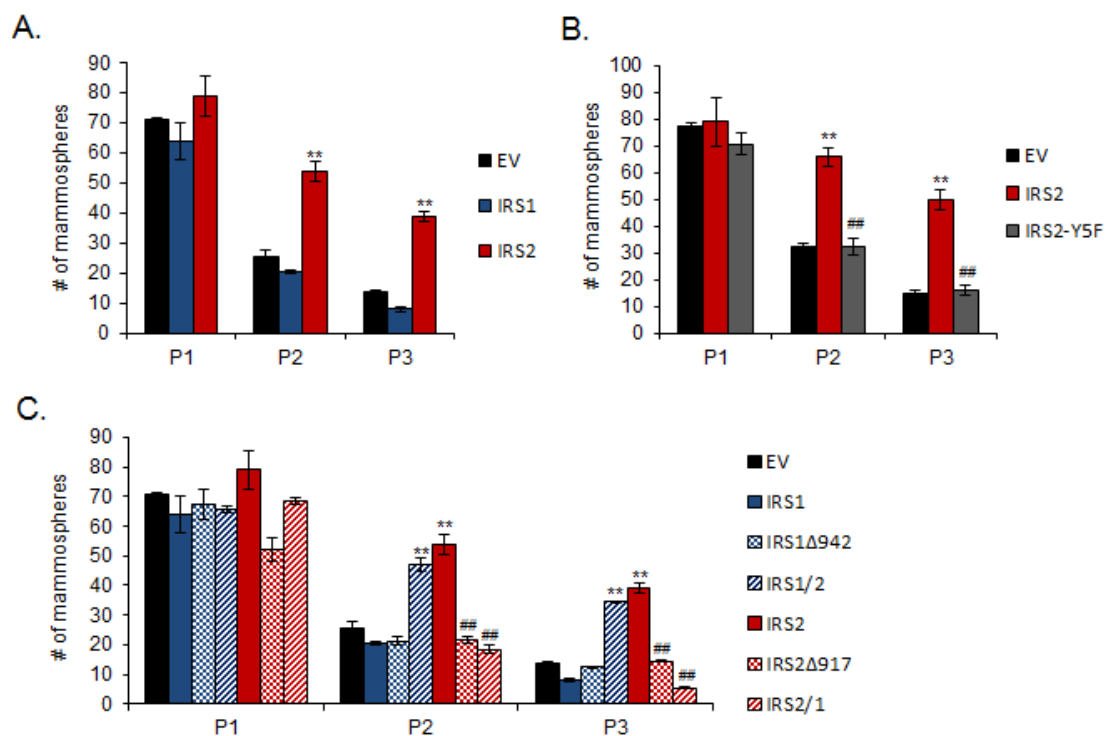 A.
# of mammospheres
90
80
70
60
50
40
30
20
10
0
**
**
P1 P2 P3
EV
IRS1
IRS2
B.
# of mammospheres
100
90
80
70
60
50
40
30
20
10
0
**
##
**
##
P1 P2 P3
EV
IRS2
IRS2-Y5F
C.
# of mammospheres
90
80
70
60
50
40
30
20
10
0
** **
## ##
** **
## ##
P1 P2 P3
EV
IRS1
IRS1Δ942
IRS1/2
IRS2
IRS2Δ917
IRS2/1